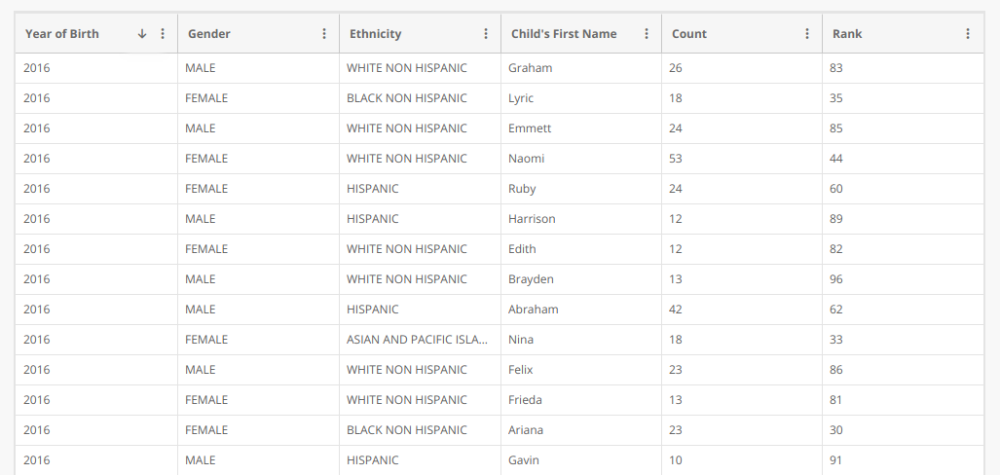 Year of Birth Gender Ethnicity Child's First Name Count Rank
2016 MALE WHITE NON HISPANIC Graham 26 83
2016 FEMALE BLACK NON HISPANIC Lyric 18 35
2016 MALE WHITE NON HISPANIC Emmett 24 85
2016 FEMALE WHITE NON HISPANIC Naomi 53 44
2016 FEMALE HISPANIC Ruby 24 60
2016 MALE HISPANIC Harrison 12 89
2016 FEMALE WHITE NON HISPANIC Edith 12 82
2016 MALE WHITE NON HISPANIC Brayden 13 96
2016 MALE HISPANIC Abraham 42 62
2016 FEMALE ASIAN AND PACIFIC ISLA... Nina 18 33
2016 MALE WHITE NON HISPANIC Felix 23 86
2016 FEMALE WHITE NON HISPANIC Frieda 13 81
2016 FEMALE BLACK NON HISPANIC Ariana 23 30
2016 MALE HISPANIC Gavin 10 91